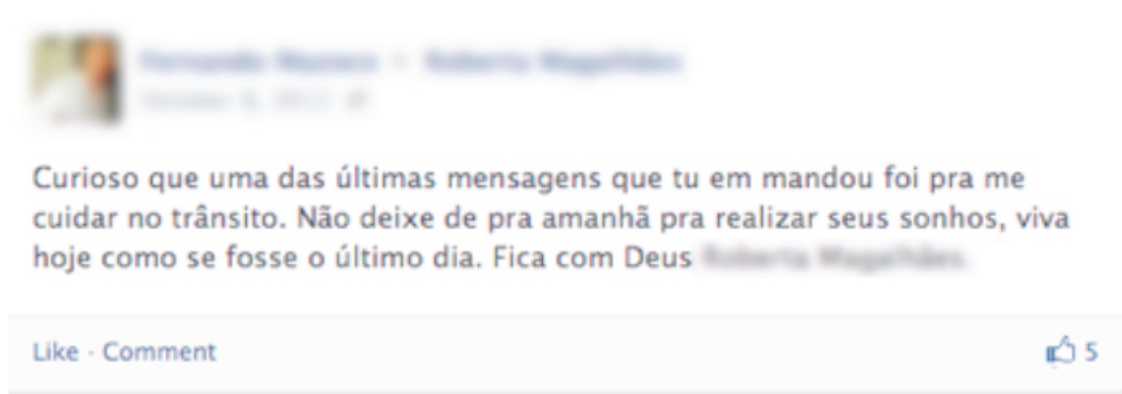 Curioso que uma das últimas mensagens que tu em mandou foi pra me
cuidar no trânsito. Não deixe de pra amanhã pra realizar seus sonhos, viva
hoje como se fosse o último dia. Fica com Deus
Like · Comment
5